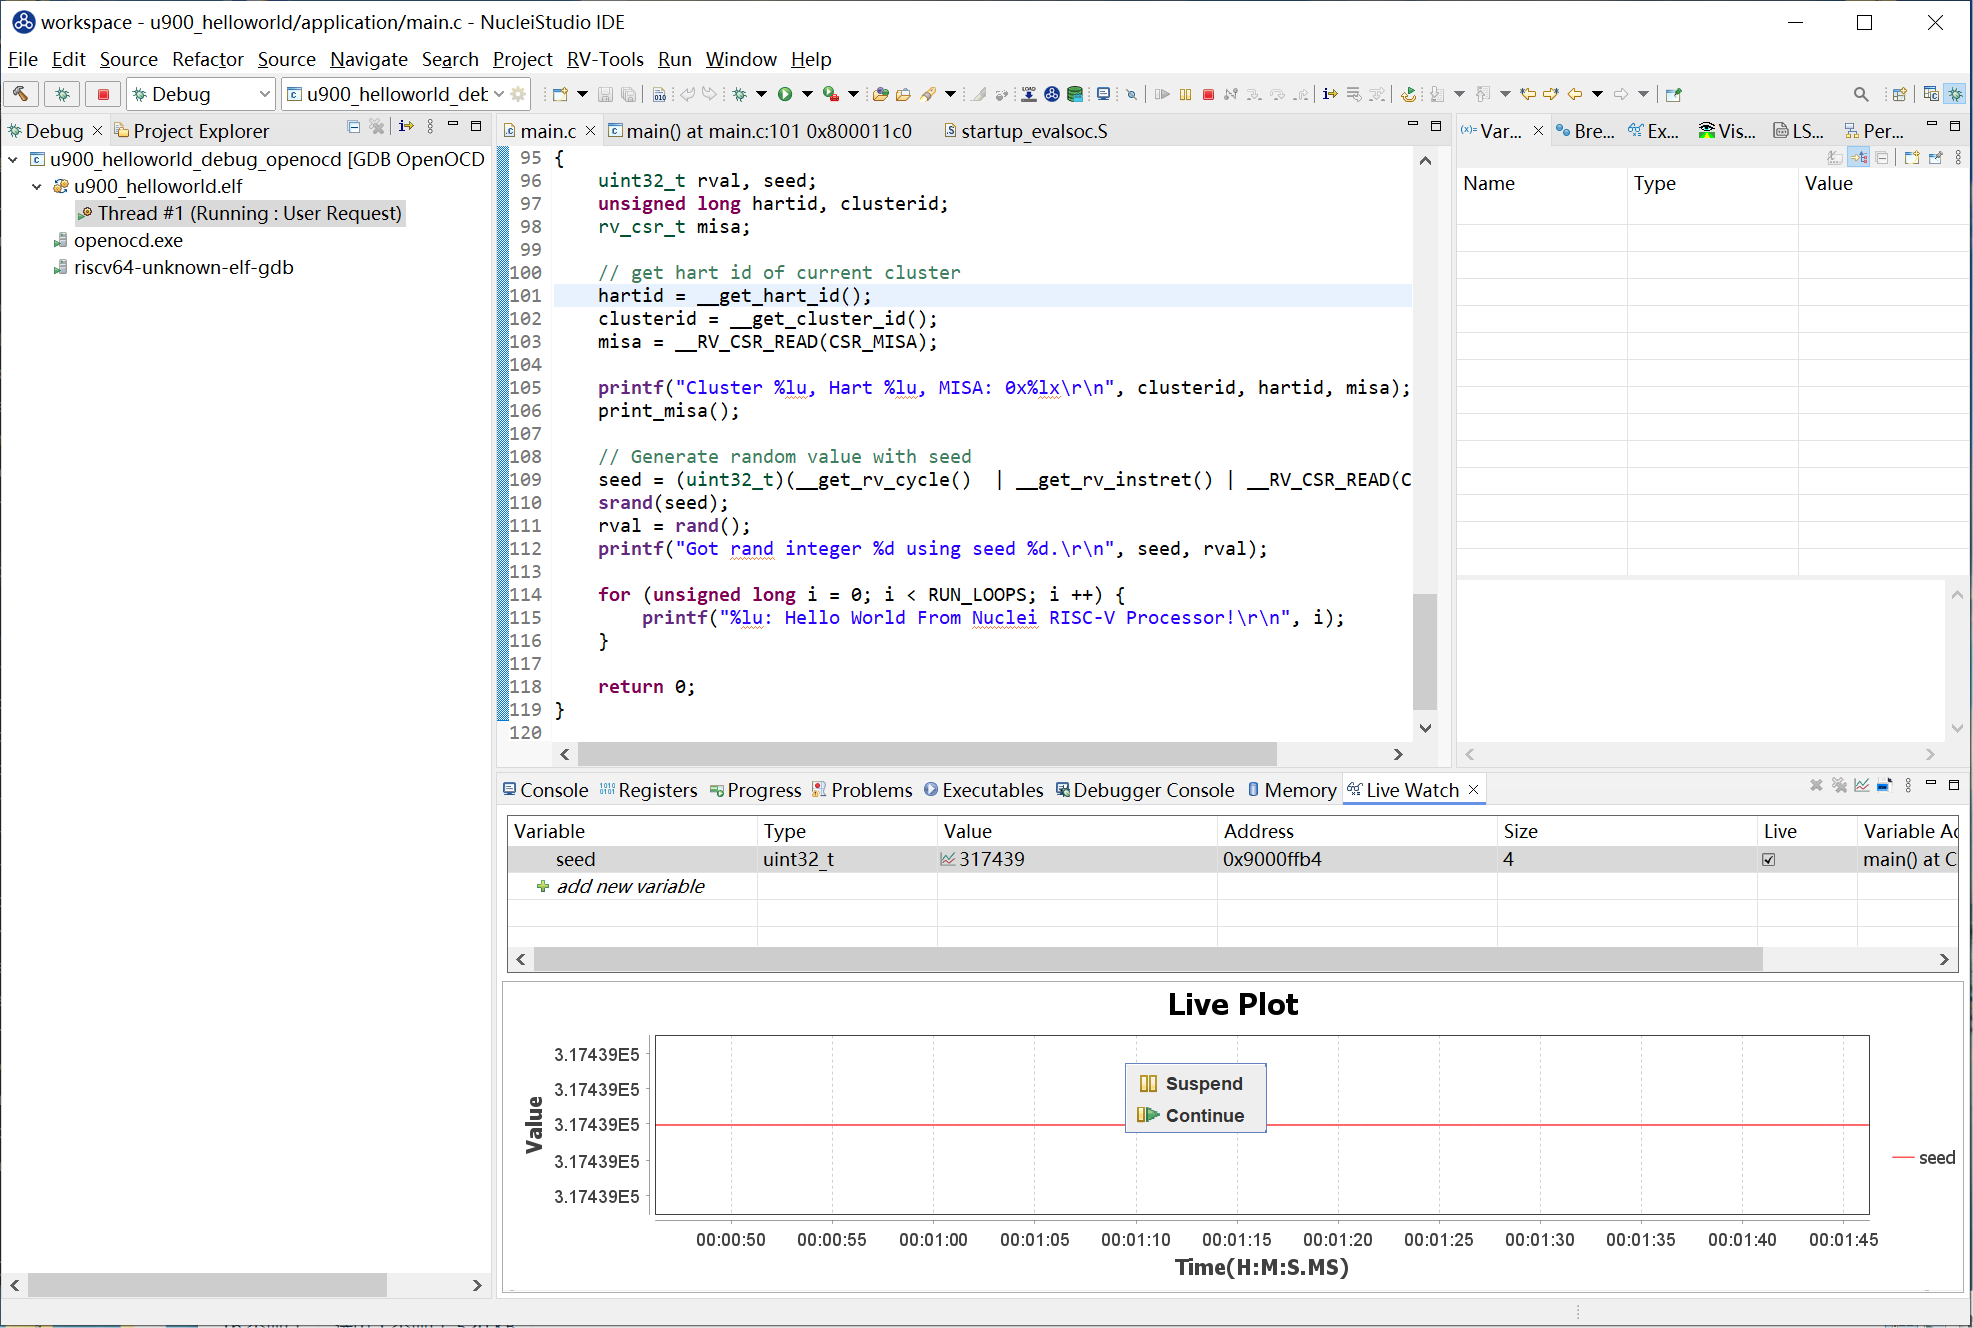 workspace - u900_helloworld/application/main.c - NucleiStudio IDE
File Edit Source Refactor Source Navigate Search Project RV-Tools Run Window Help
Debug u900_helloworld_deb
Debug Project Explorer
u900_helloworld_debug_openocd [GDB OpenOCD
u900_helloworld.elf
Thread #1 (Running : User Request)
openocd.exe
riscv64-unknown-elf-gdb
main.c main() at main.c:101 0x800011c0 startup_evalsoc.S
95 {
96 uint32_t rval, seed;
97 unsigned long hartid, clusterid;
98 rv_csr_t misa;
99
100 // get hart id of current cluster
101 hartid = __get_hart_id();
102 clusterid = __get_cluster_id();
103 misa = __RV_CSR_READ(CSR_MISA);
104
105 printf("Cluster %lu, Hart %lu, MISA: 0x%lx\r\n", clusterid, hartid, misa);
106 print_misa();
107
108 // Generate random value with seed
109 seed = (uint32_t)(__get_rv_cycle() | __get_rv_instret() | __RV_CSR_READ(C
110 srand(seed);
111 rval = rand();
112 printf("Got rand integer %d using seed %d.\r\n", seed, rval);
113
114 for (unsigned long i = 0; i < RUN_LOOPS; i ++) {
115 printf("%lu: Hello World From Nuclei RISC-V Processor!\r\n", i);
116 }
117
118 return 0;
119 }
120
Var... Bre... Ex... Vis... LS... Per...
Name Type Value
Console Registers Progress Problems Executables Debugger Console Memory Live Watch
Variable Type Value Address Size Live Variable Ac
seed uint32_t 317439 0x9000ffb4 4 main() at C
add new variable
Live Plot
Value
3.17439E5
3.17439E5
3.17439E5
3.17439E5
3.17439E5
Suspend
Continue
seed
00:00:50 00:00:55 00:01:00 00:01:05 00:01:10 00:01:15 00:01:20 00:01:25 00:01:30 00:01:35 00:01:40 00:01:45
Time(H:M:S.MS)